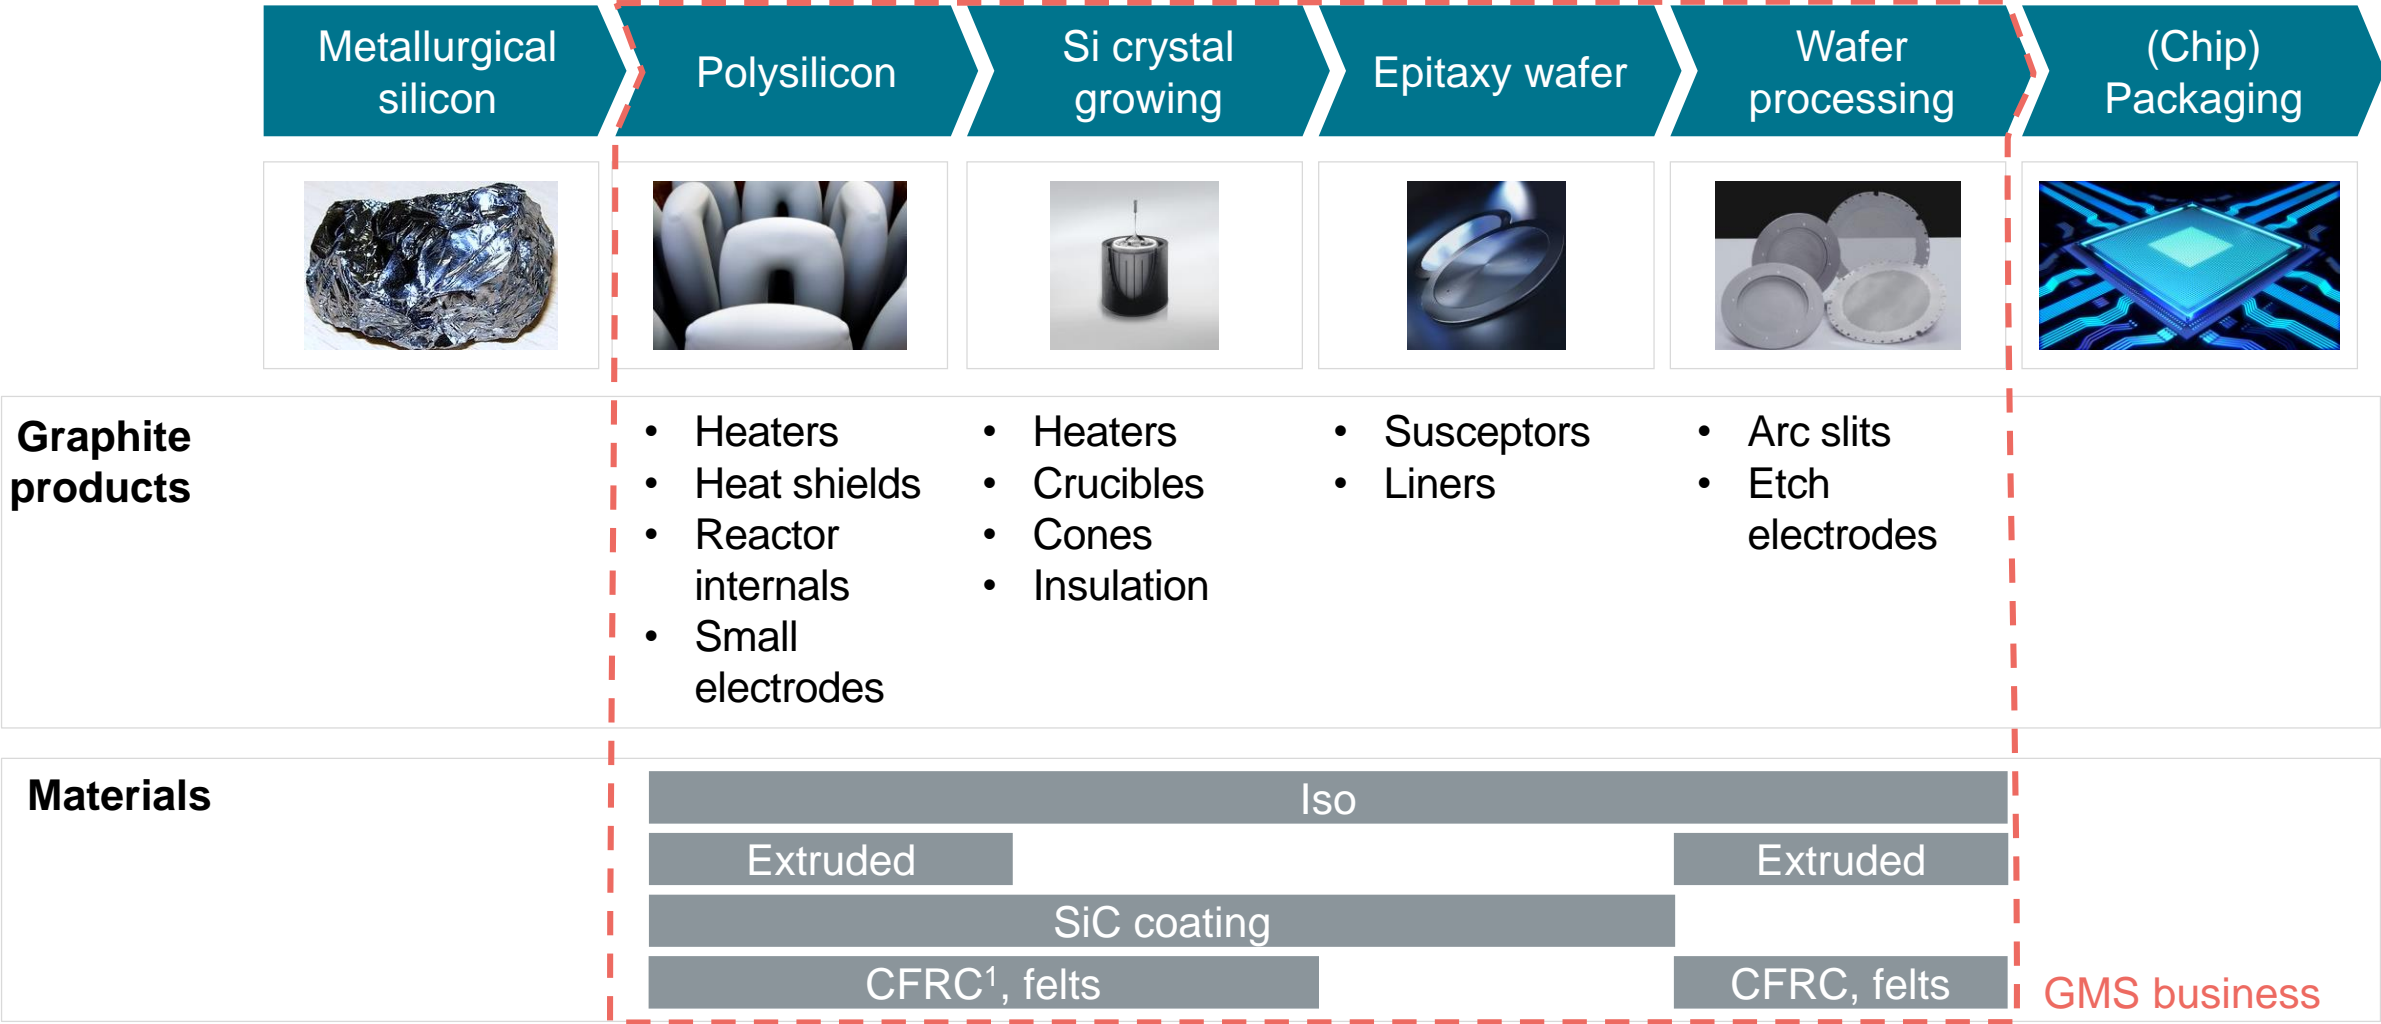 Metallurgical
silicon
Polysilicon
Si crystal
growing
Epitaxy wafer
Wafer
processing
(Chip)
Packaging
Graphite
products
• Heaters
• Heat shields
• Reactor
internals
• Small
electrodes
• Heaters
• Crucibles
• Cones
• Insulation
• Susceptors
• Liners
• Arc slits
• Etch
electrodes
Materials
Iso
Extruded
Extruded
SiC coating
CFRC¹, felts
CFRC, felts
GMS business